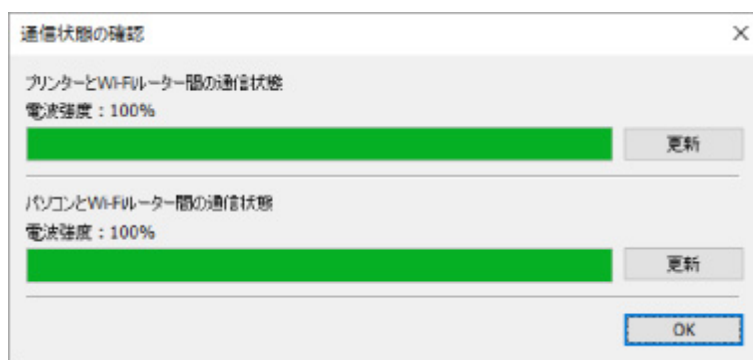 通信状態の確認
プリンターとWi-Fiルーター間の通信状態
電波強度：100%
更新
パソコンとWi-Fiルーター間の通信状態
電波強度：100%
更新
OK